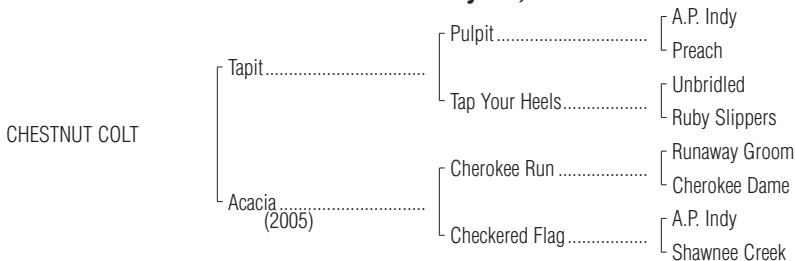 A.P. Indy
Pulpit
Preach
Tapit
Unbridled
Tap Your Heels
Ruby Slippers
CHESTNUT COLT
Runaway Groom
Cherokee Run
Cherokee Dame
Acacia
(2005)
A.P. Indy
Checkered Flag
Shawnee Creek